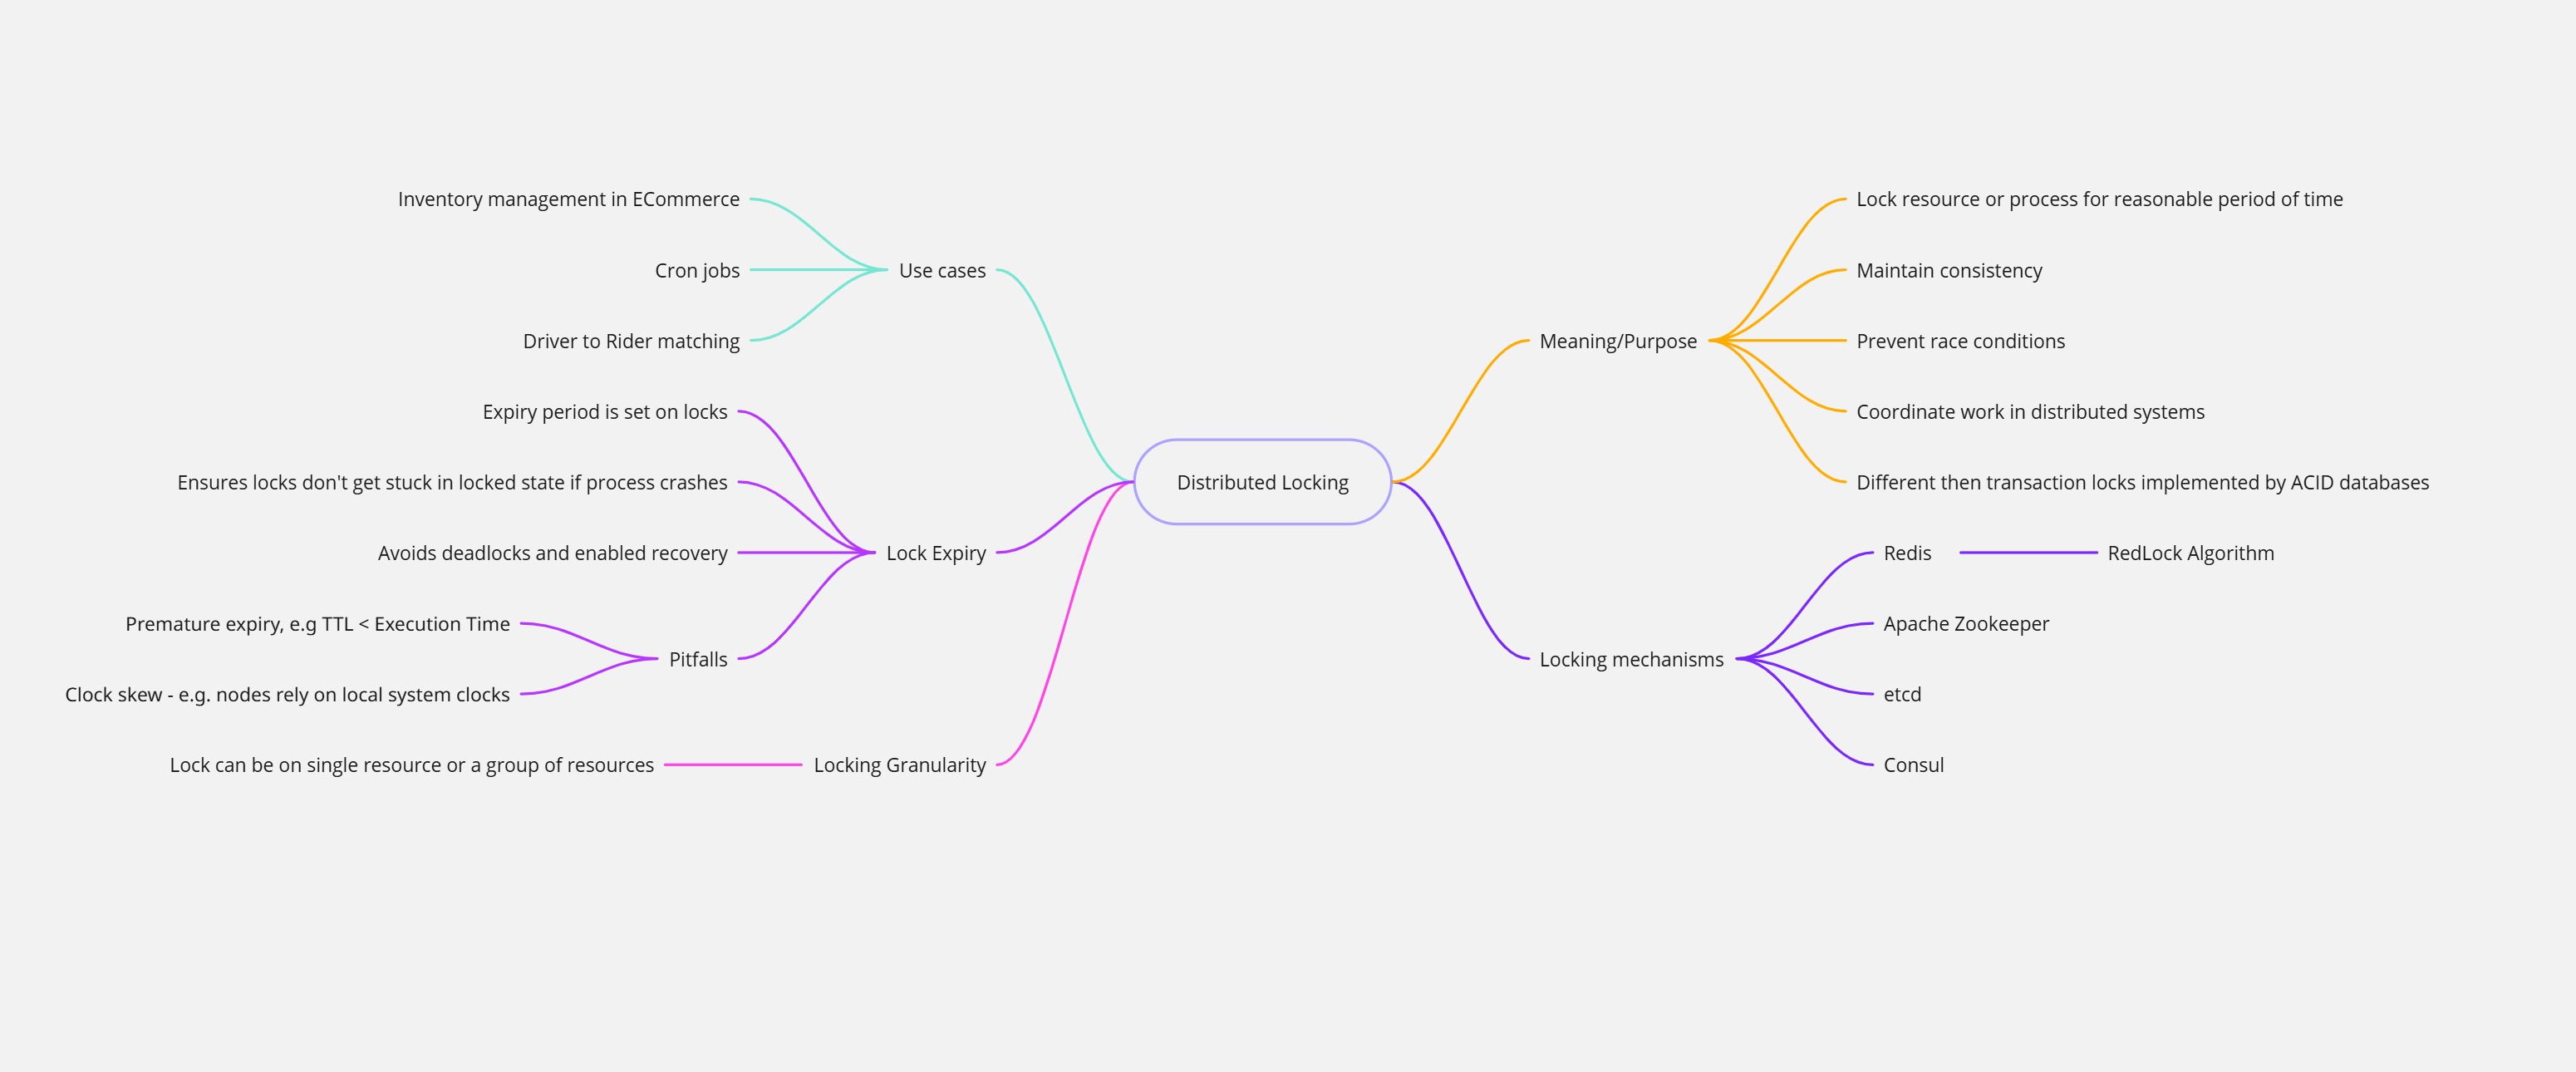 Distributed Locking
Use cases
Inventory management in ECommerce
Cron jobs
Driver to Rider matching
Lock Expiry
Expiry period is set on locks
Ensures locks don't get stuck in locked state if process crashes
Avoids deadlocks and enabled recovery
Pitfalls
Premature expiry, e.g TTL < Execution Time
Clock skew - e.g. nodes rely on local system clocks
Locking Granularity
Lock can be on single resource or a group of resources
Meaning/Purpose
Lock resource or process for reasonable period of time
Maintain consistency
Prevent race conditions
Coordinate work in distributed systems
Different then transaction locks implemented by ACID databases
Locking mechanisms
Redis
RedLock Algorithm
Apache Zookeeper
etcd
Consul